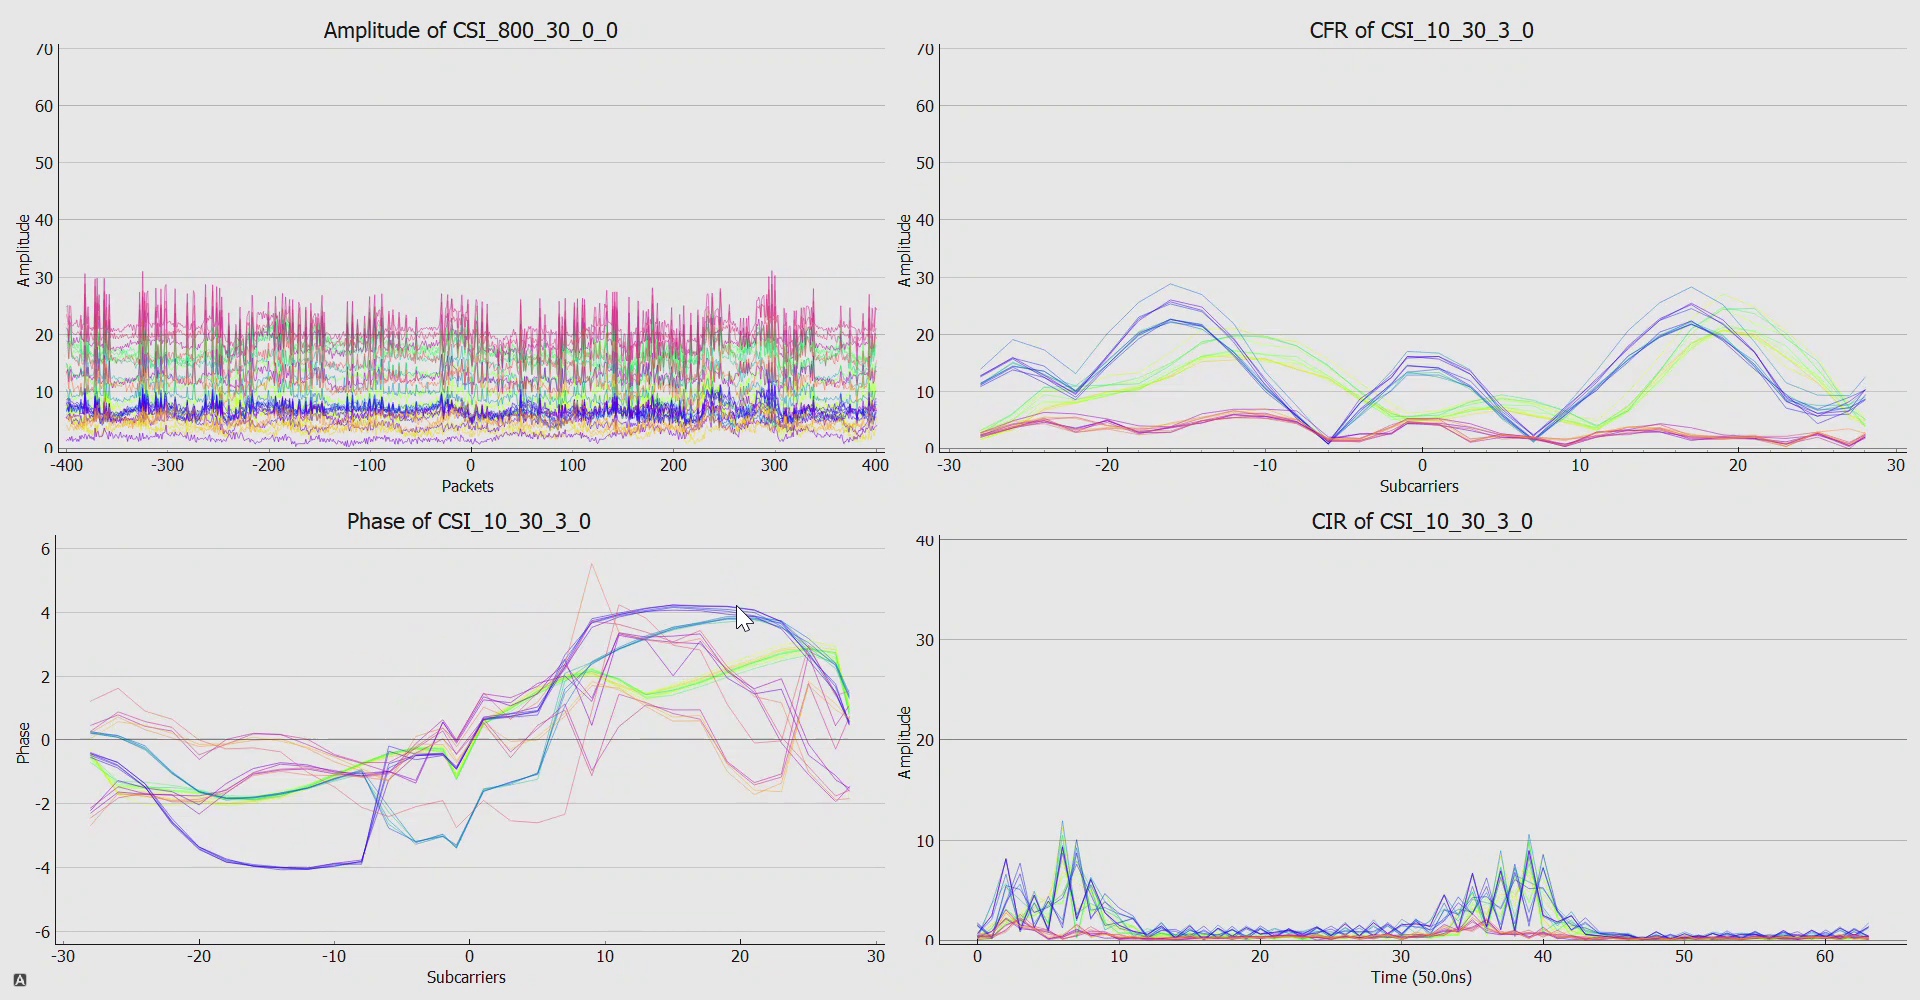 Amplitude of CSI_800_30_0_0
70
60
50
40
30
20
10
0
Amplitude
-400 -300 -200 -100 0 100 200 300 400
Packets
CFR of CSI_10_30_3_0
70
60
50
40
30
20
10
0
Amplitude
-30 -20 -10 0 10 20 30
Subcarriers
Phase of CSI_10_30_3_0
6
4
2
0
-2
-4
-6
Phase
-30 -20 -10 0 10 20 30
Subcarriers
A
CIR of CSI_10_30_3_0
40
30
20
10
0
Amplitude
0 10 20 30 40 50 60
Time (50.0ns)